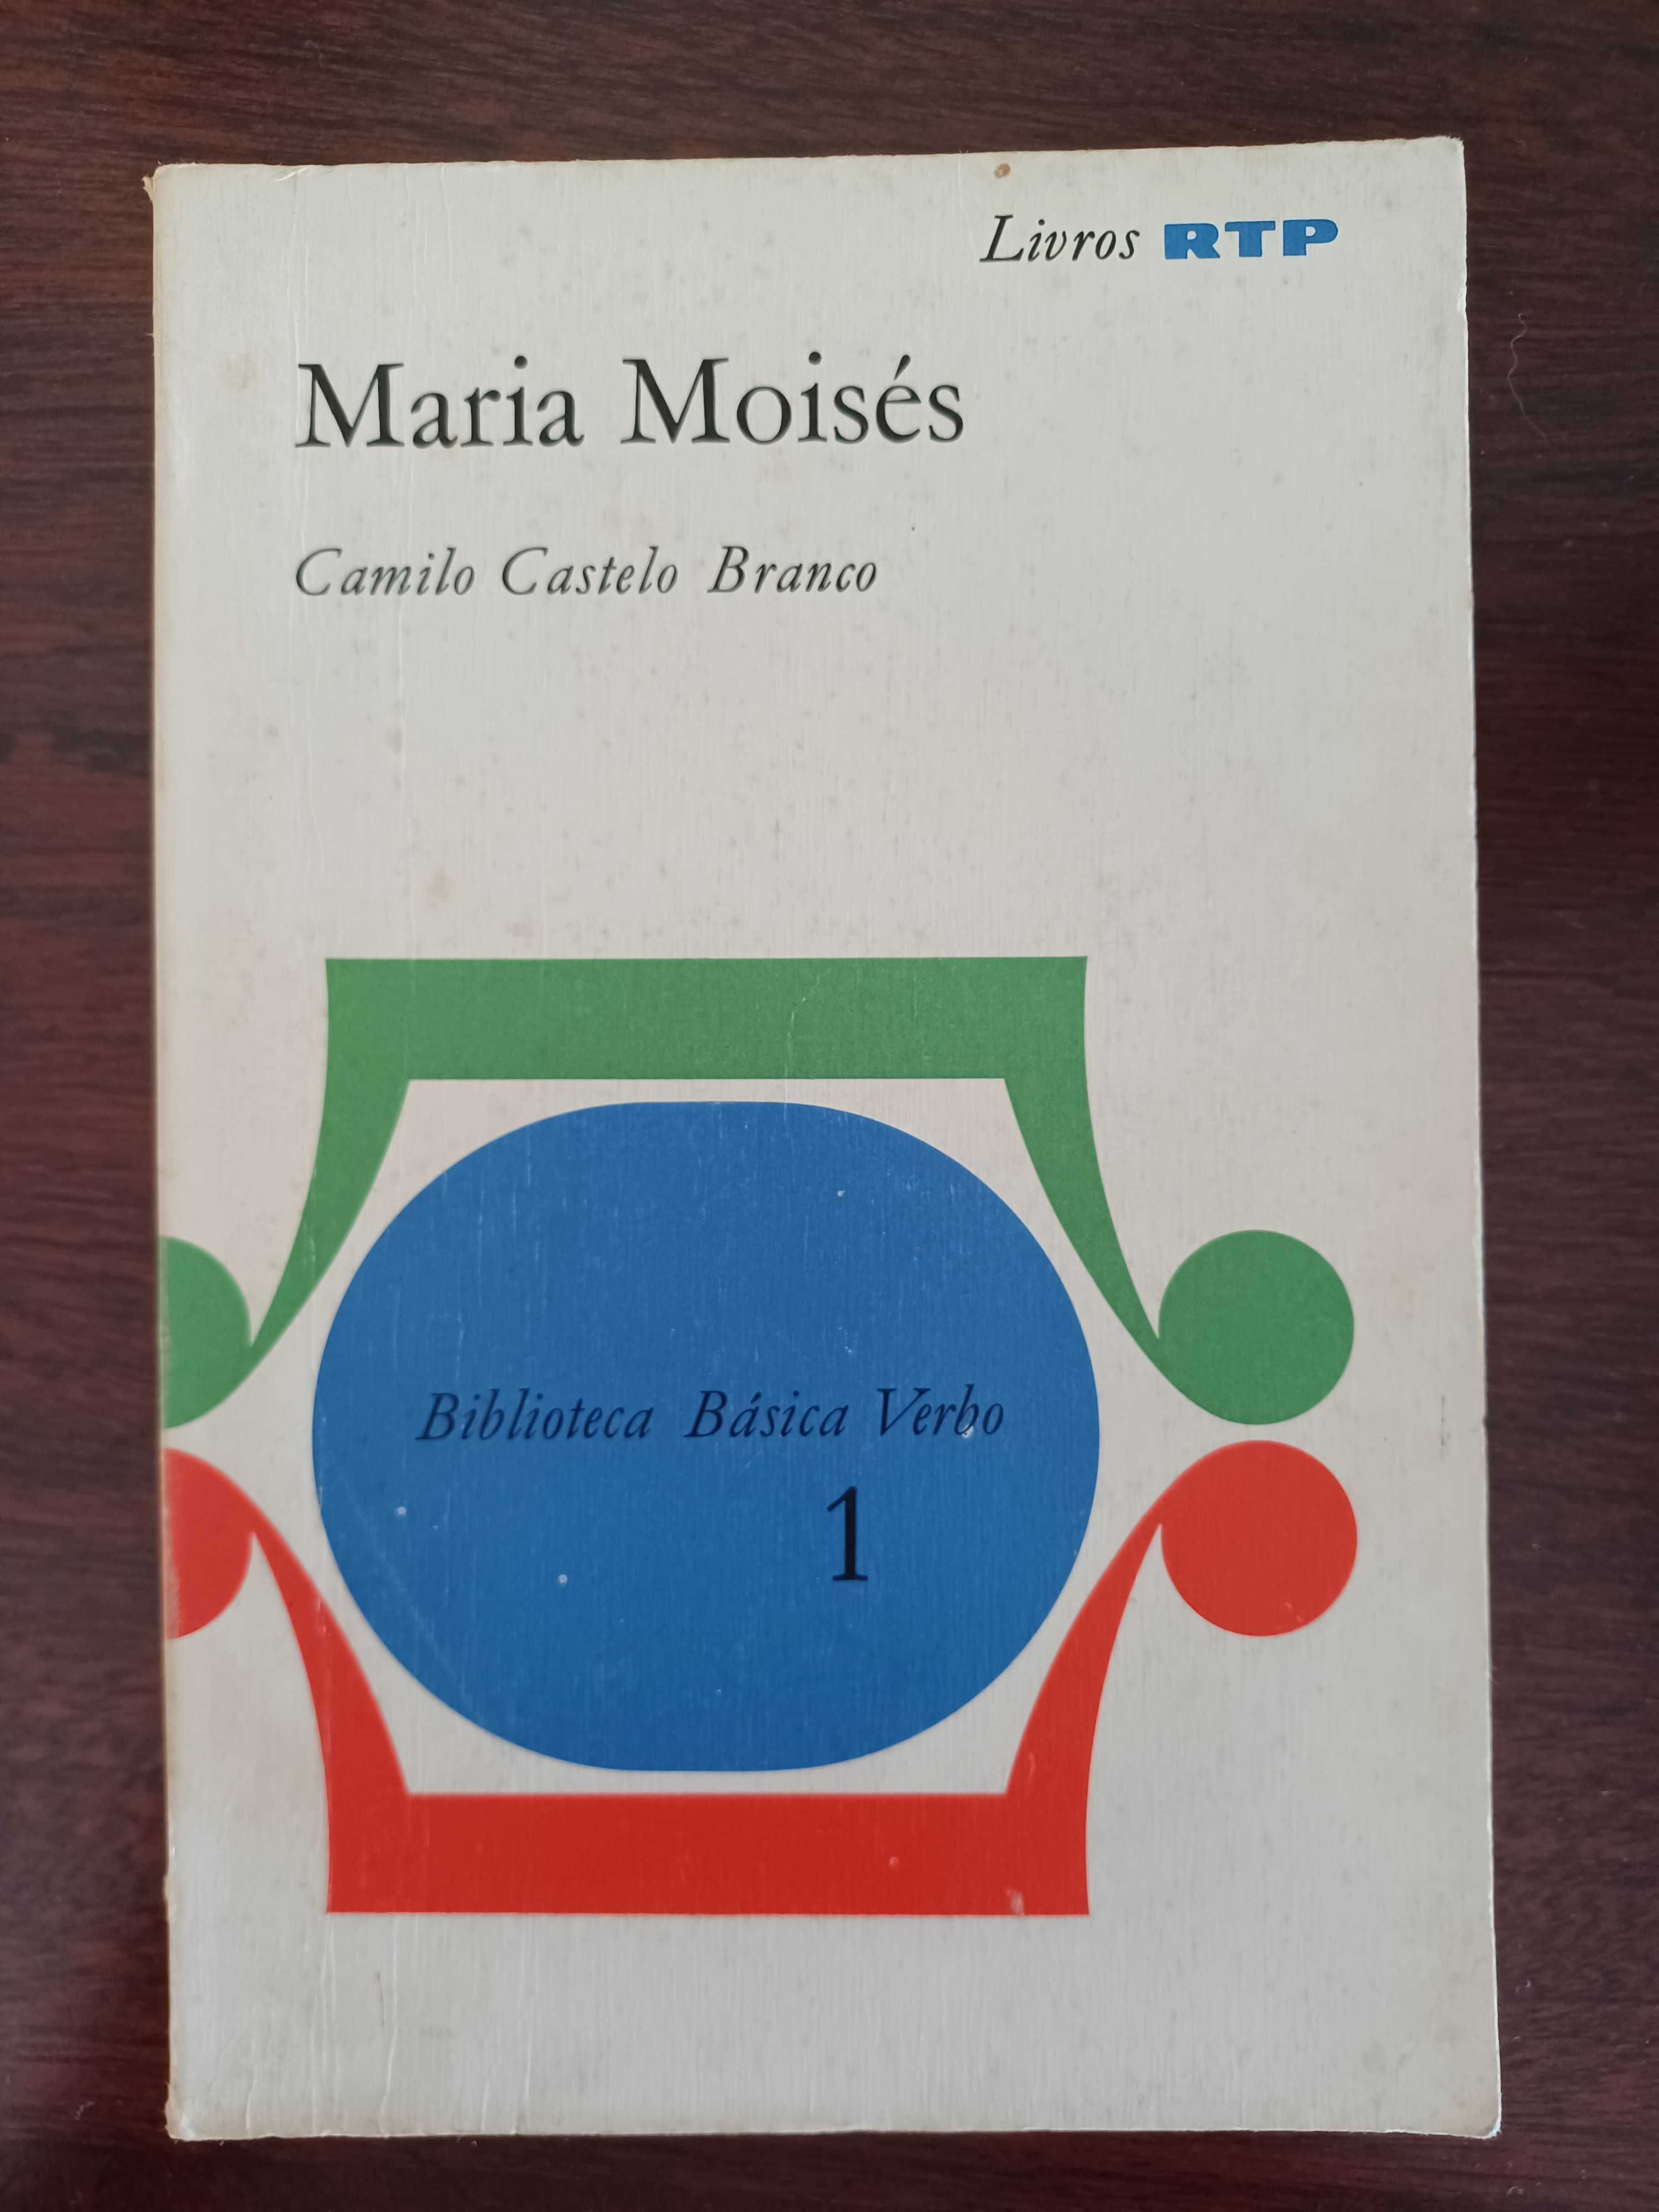 Livros RTP
Maria Moisés
Camilo Castelo Branco
Biblioteca Básica Verbo
1